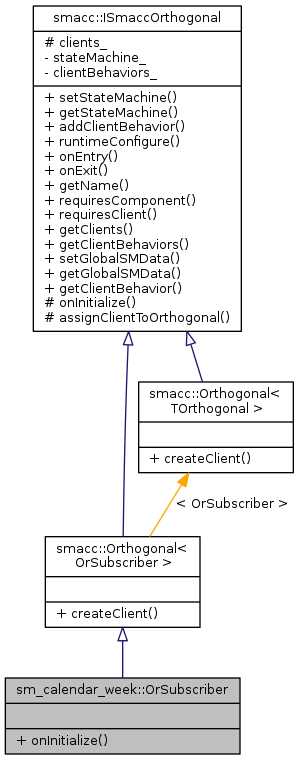 smacc::ISmaccOrthogonal
# clients_
- stateMachine_
- clientBehaviors_
+ setStateMachine()
+ getStateMachine()
+ addClientBehavior()
+ runtimeConfigure()
+ onEntry()
+ onExit()
+ getName()
+ requiresComponent()
+ requiresClient()
+ getClients()
+ getClientBehaviors()
+ setGlobalSMData()
+ getGlobalSMData()
+ getClientBehavior()
# onInitialize()
# assignClientToOrthogonal()
smacc::Orthogonal<
TOrthogonal >
+ createClient()
< OrSubscriber >
smacc::Orthogonal<
OrSubscriber >
+ createClient()
sm_calendar_week::OrSubscriber
+ onInitialize()